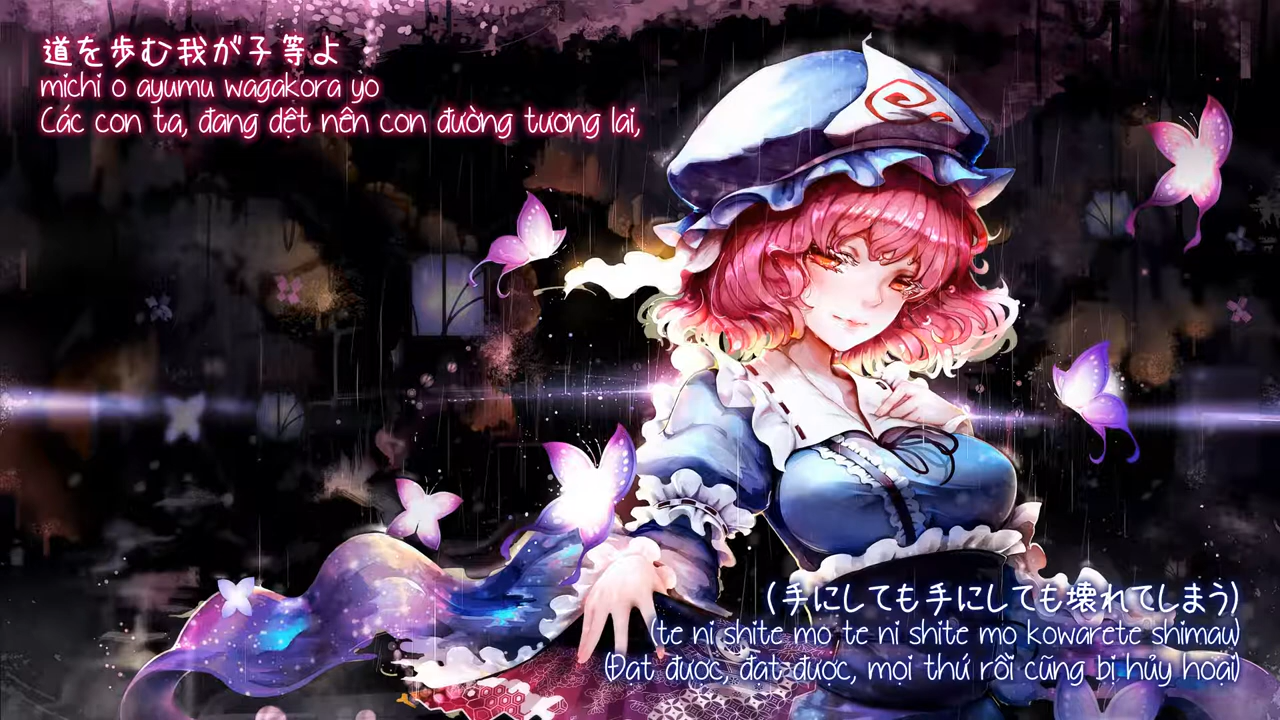 道を歩む我が子等よ
michi o ayumu wagakora yo
Các con ta, đang dệt nên con đường tương lai,
(手にしても手にしても壊れてしまう)
(te ni shite mo te ni shite mo kowarete shimau)
(Đạt được, đạt được, mọi thứ rồi cũng bị hủy hoại)